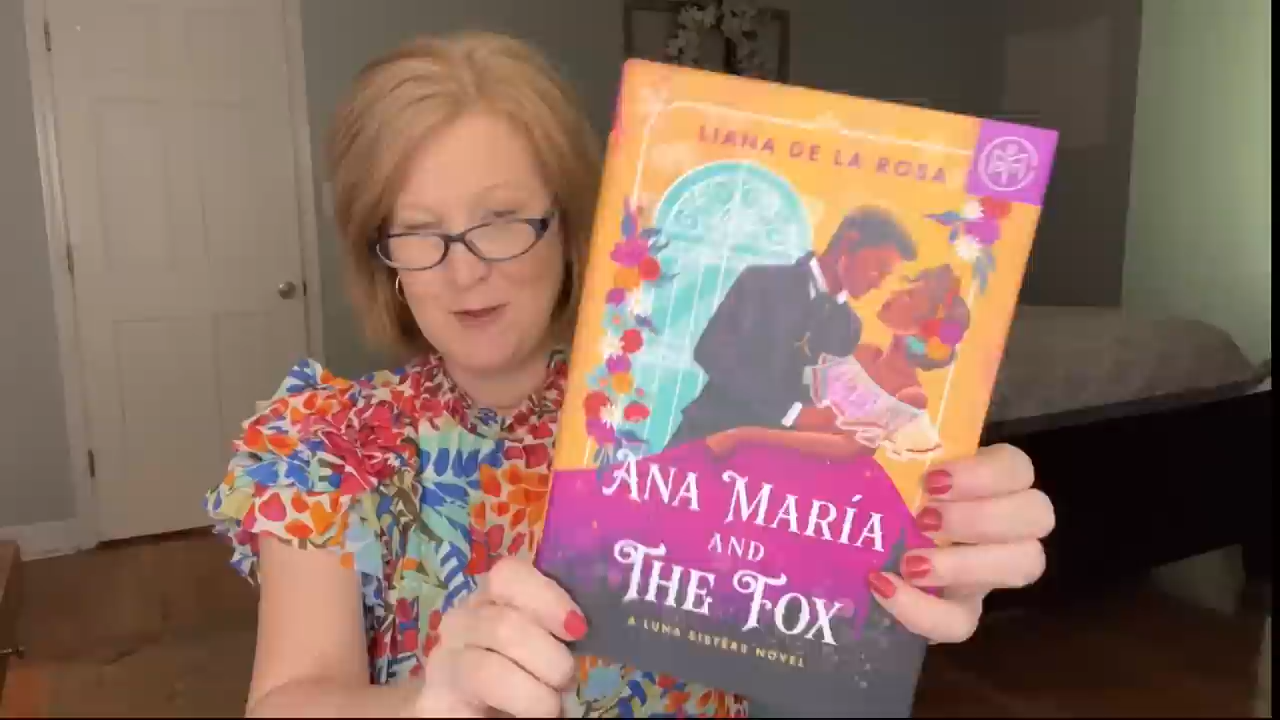 LIANA DE LA ROSA
ANA MARÍA
AND
THE FOX
A LUNA SISTERS NOVEL